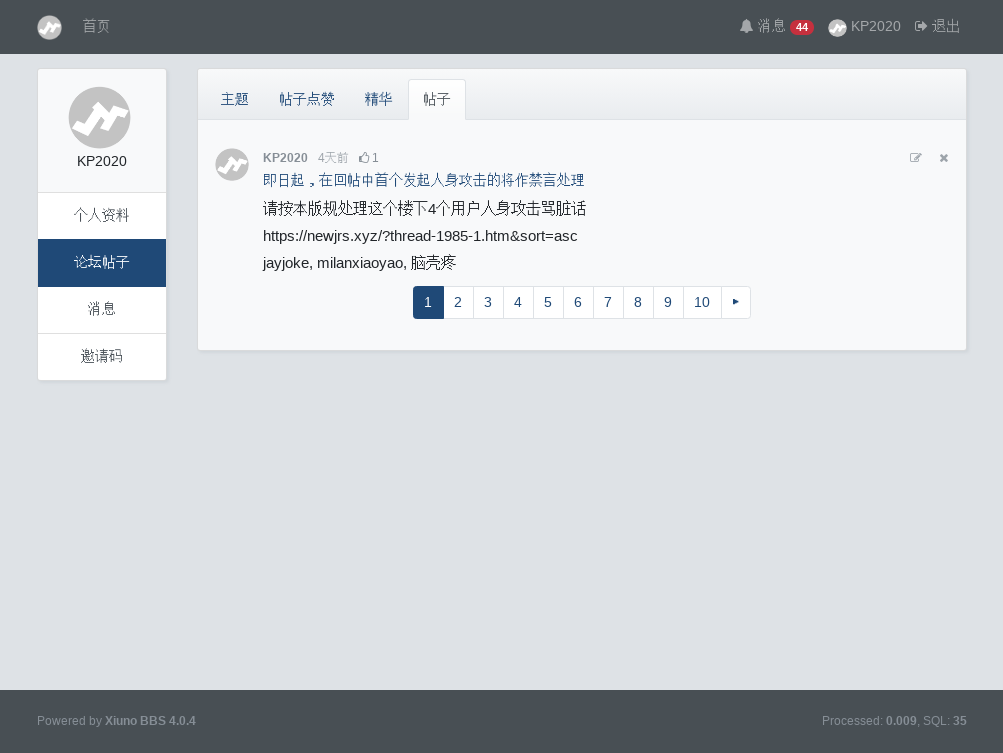 首页
消息 44 KP2020 退出
KP2020
个人资料
论坛帖子
消息
邀请码
主题 帖子点赞 精华 帖子
KP2020 4天前 1
即日起，在回帖中首个发起人身攻击的将作禁言处理
请按本版规处理这个楼下4个用户人身攻击骂脏话
https://newjrs.xyz/?thread-1985-1.htm&sort=asc
jayjoke, milanxiaoyao, 脑壳疼
1 2 3 4 5 6 7 8 9 10 ▸
Powered by Xiuno BBS 4.0.4
Processed: 0.009, SQL: 35